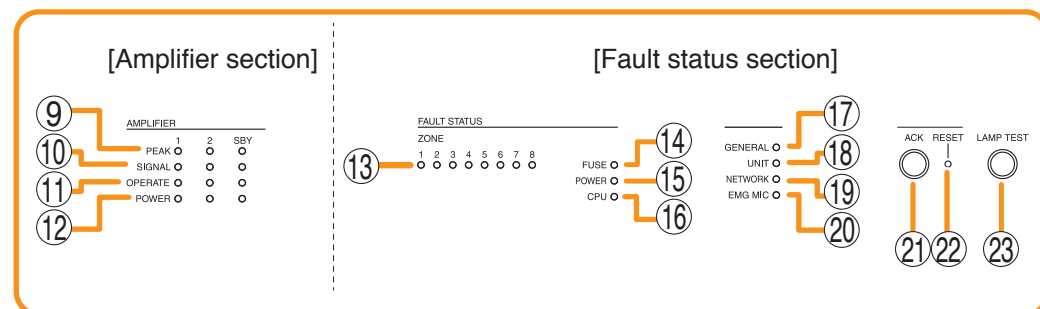 [Amplifier section]
[Fault status section]
9
10
11
12
AMPLIFIER
1 2 SBY
PEAK
SIGNAL
OPERATE
POWER
13
FAULT STATUS
ZONE
1 2 3 4 5 6 7 8
FUSE
POWER
CPU
14
15
16
GENERAL
UNIT
NETWORK
EMG MIC
17
18
19
20
ACK RESET LAMP TEST
21 22 23